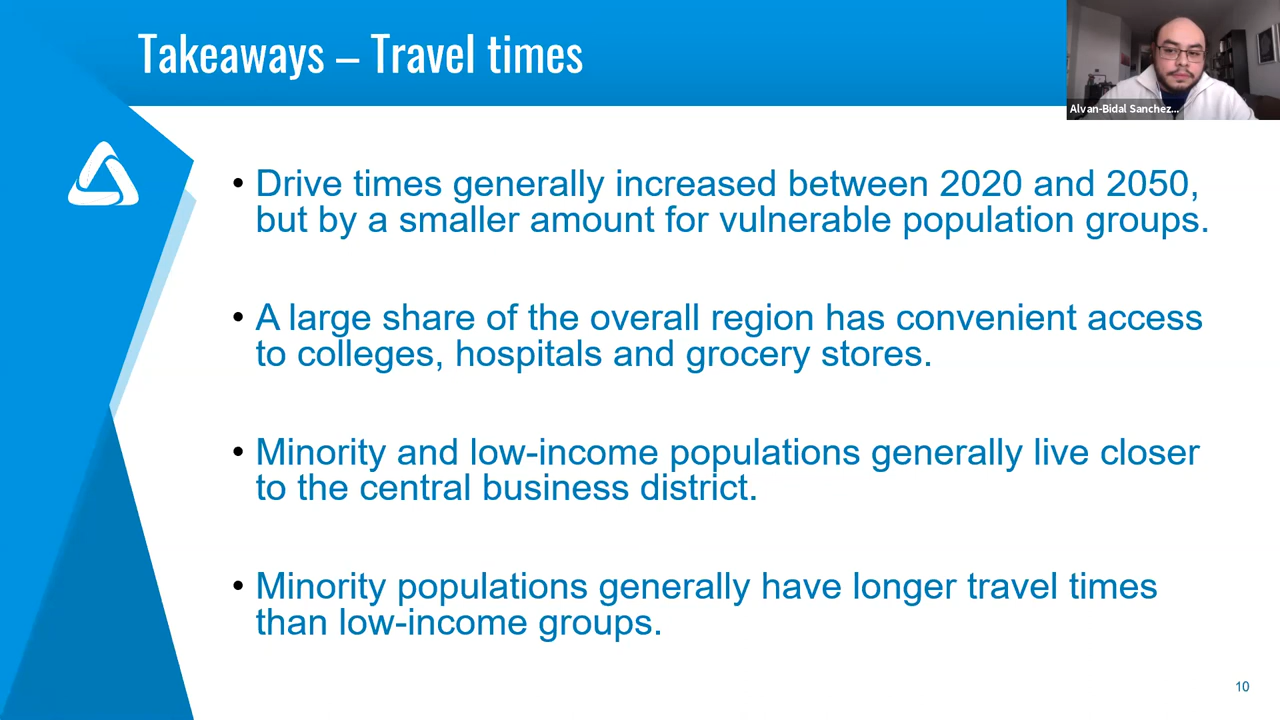 Takeaways – Travel times
Alvan-Bidal Sanchez...
• Drive times generally increased between 2020 and 2050,
but by a smaller amount for vulnerable population groups.
• A large share of the overall region has convenient access
to colleges, hospitals and grocery stores.
• Minority and low-income populations generally live closer
to the central business district.
• Minority populations generally have longer travel times
than low-income groups.
10